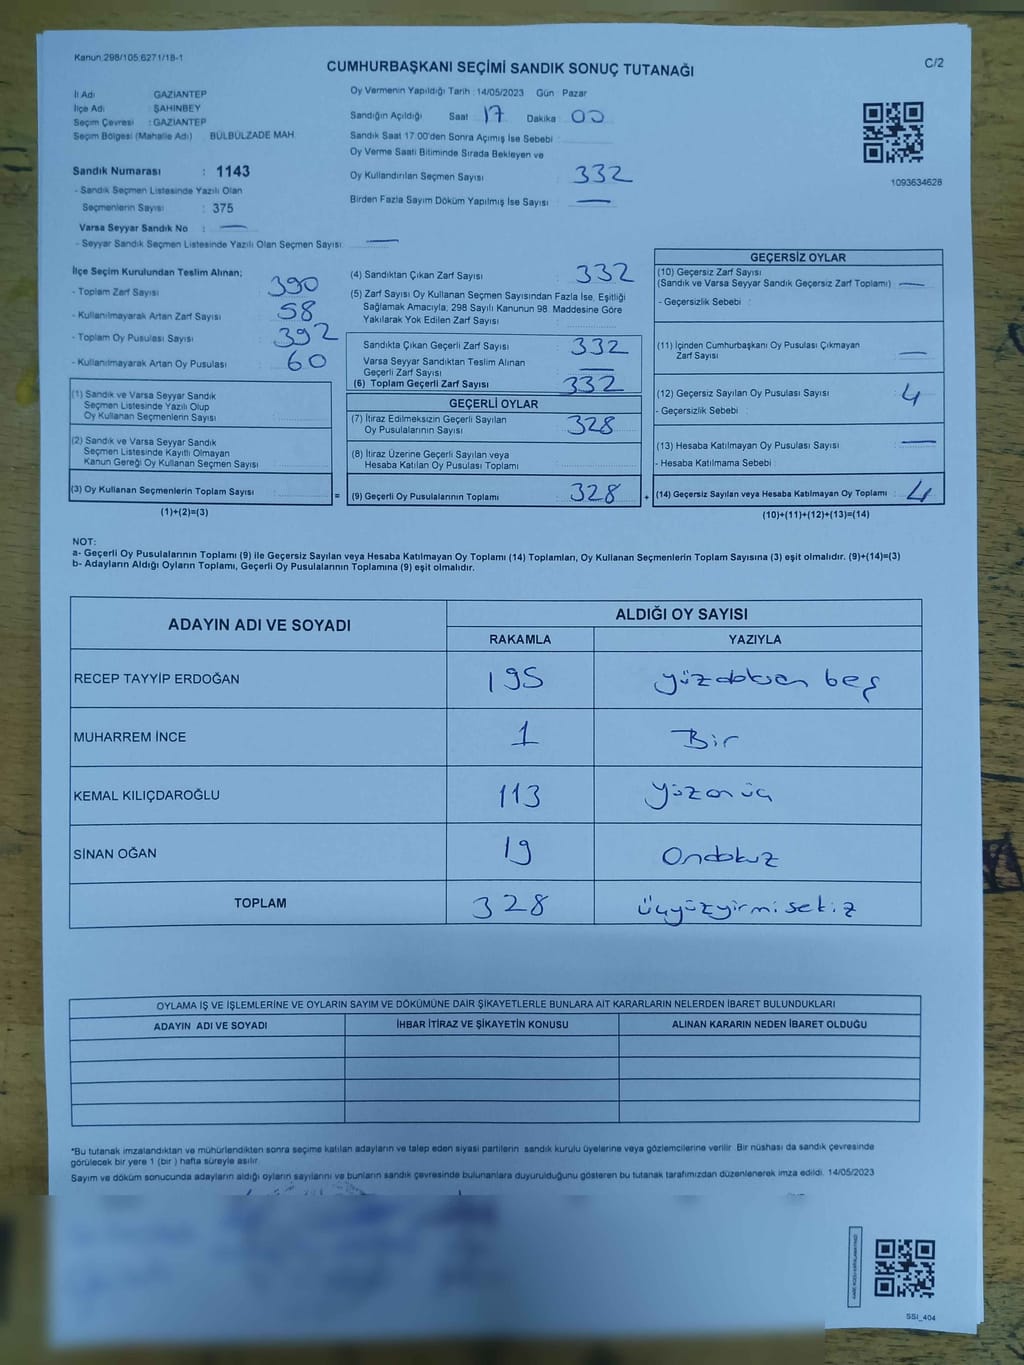 Kanun:298/105;6271/18-1
C/2
CUMHURBAŞKANI SEÇİMİ SANDIK SONUÇ TUTANAĞI
İl Adı GAZİANTEP
İlçe Adı : ŞAHİNBEY
Seçim Çevresi : GAZİANTEP
Seçim Bölgesi (Mahalle Adı) BÜLBÜLZADE MAH.
Sandık Numarası : 1143
- Sandık Seçmen Listesinde Yazılı Olan
Seçmenlerin Sayısı : 375
Varsa Seyyar Sandık No : —
- Seyyar Sandık Seçmen Listesinde Yazılı Olan Seçmen Sayısı: —
Oy Vermenin Yapıldığı Tarih : 14/05/2023 Gün : Pazar
Sandığın Açıldığı Saat 17 Dakika 00
Sandık Saat 17:00'den Sonra Açılmış İse Sebebi :
Oy Verme Saati Bitiminde Sırada Bekleyen ve
Oy Kullandırılan Seçmen Sayısı 332
Birden Fazla Sayım Döküm Yapılmış İse Sayısı —
1093634628
İlçe Seçim Kurulundan Teslim Alınan;
- Toplam Zarf Sayısı 390
- Kullanılmayarak Artan Zarf Sayısı : 58
- Toplam Oy Pusulası Sayısı : 392
- Kullanılmayarak Artan Oy Pusulası : 60
(1) Sandık ve Varsa Seyyar Sandık
Seçmen Listesinde Yazılı Olup
Oy Kullanan Seçmenlerin Sayısı :
(2) Sandık ve Varsa Seyyar Sandık
Seçmen Listesinde Kayıtlı Olmayan
Kanun Gereği Oy Kullanan Seçmen Sayısı :
(3) Oy Kullanan Seçmenlerin Toplam Sayısı :
(1)+(2)=(3)
(4) Sandıktan Çıkan Zarf Sayısı : 332
(5) Zarf Sayısı Oy Kullanan Seçmen Sayısından Fazla İse, Eşitliği
Sağlamak Amacıyla, 298 Sayılı Kanunun 98. Maddesine Göre
Yakılarak Yok Edilen Zarf Sayısı :
Sandıkta Çıkan Geçerli Zarf Sayısı : 332
Varsa Seyyar Sandıktan Teslim Alınan
Geçerli Zarf Sayısı : —
(6) Toplam Geçerli Zarf Sayısı : 332
GEÇERLİ OYLAR
(7) İtiraz Edilmeksizin Geçerli Sayılan
Oy Pusulalarının Sayısı : 328
(8) İtiraz Üzerine Geçerli Sayılan veya
Hesaba Katılan Oy Pusulası Toplamı :
= (9) Geçerli Oy Pusulalarının Toplamı : 328
GEÇERSİZ OYLAR
(10) Geçersiz Zarf Sayısı
(Sandık ve Varsa Seyyar Sandık Geçersiz Zarf Toplamı) : —
- Geçersizlik Sebebi :
(11) İçinden Cumhurbaşkanı Oy Pusulası Çıkmayan
Zarf Sayısı : —
(12) Geçersiz Sayılan Oy Pusulası Sayısı : 4
- Geçersizlik Sebebi :
(13) Hesaba Katılmayan Oy Pusulası Sayısı : —
- Hesaba Katılmama Sebebi :
+ (14) Geçersiz Sayılan veya Hesaba Katılmayan Oy Toplamı : 4
(10)+(11)+(12)+(13)=(14)
NOT:
a- Geçerli Oy Pusulalarının Toplamı (9) ile Geçersiz Sayılan veya Hesaba Katılmayan Oy Toplamı (14) Toplamları, Oy Kullanan Seçmenlerin Toplam Sayısına (3) eşit olmalıdır. (9)+(14)=(3)
b- Adayların Aldığı Oyların Toplamı, Geçerli Oy Pusulalarının Toplamına (9) eşit olmalıdır.
ADAYIN ADI VE SOYADI ALDIĞI OY SAYISI
RAKAMLA YAZIYLA
RECEP TAYYİP ERDOĞAN 195 yüzdoksan beş
MUHARREM İNCE 1 Bir
KEMAL KILIÇDAROĞLU 113 yüzonüç
SİNAN OĞAN 19 Ondokuz
TOPLAM 328 üçyüzyirmisekiz
OYLAMA İŞ VE İŞLEMLERİNE VE OYLARIN SAYIM VE DÖKÜMÜNE DAİR ŞİKAYETLERLE BUNLARA AİT KARARLARIN NELERDEN İBARET BULUNDUKLARI
ADAYIN ADI VE SOYADI İHBAR İTİRAZ VE ŞİKAYETİN KONUSU ALINAN KARARIN NEDEN İBARET OLDUĞU
*Bu tutanak imzalandıktan ve mühürlendikten sonra seçime katılan adayların ve talep eden siyasi partilerin sandık kurulu üyelerine veya gözlemcilerine verilir. Bir nüshası da sandık çevresinde
görülecek bir yere 1 (bir ) hafta süreyle asılır.
Sayım ve döküm sonucunda adayların aldığı oyların sayılarını ve bunların sandık çevresinde bulunanlara duyurulduğunu gösteren bu tutanak tarafımızdan düzenlenerek imza edildi. 14/05/2023
SSI_404